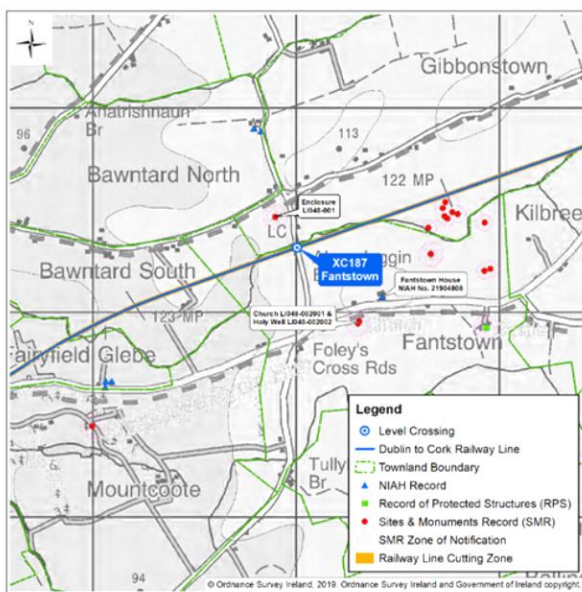 Gibbonstown
Anatrishnaun
Br
96
113
Bawntard North
122 MP
Enclosure
LI048-001
Kilbree
LC
XC187
Fantstown
Bawntard South
Fantstown House
NIAH No. 21904808
123 MP
Church LI048-002001 &
Holy Well LI048-002002
Fairyfield Glebe
Foley's
Cross Rds
Fantstown
Legend
Level Crossing
Dublin to Cork Railway Line
Townland Boundary
NIAH Record
Record of Protected Structures (RPS)
Sites & Monuments Record (SMR)
SMR Zone of Notification
Railway Line Cutting Zone
Tully
Br
Mountcoote
94
© Ordnance Survey Ireland, 2019. Ordnance Survey Ireland and Government of Ireland copyright.